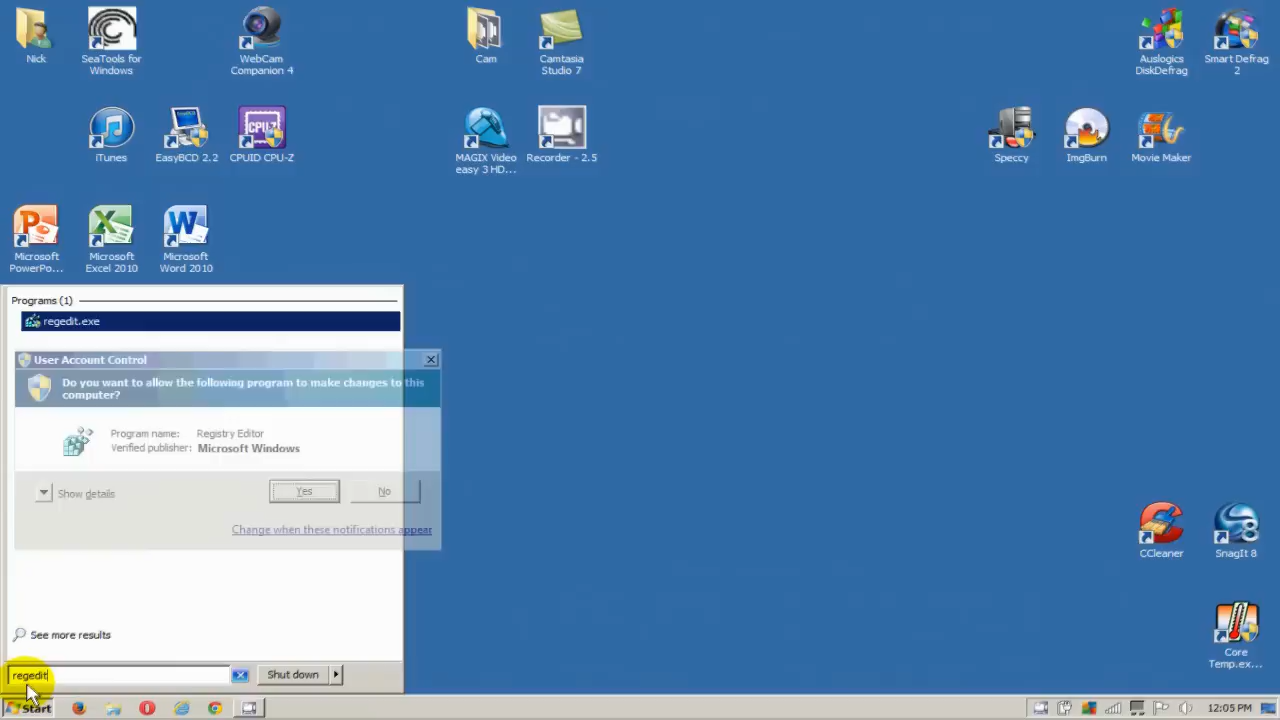 Nick
SeaTools for
Windows
WebCam
Companion 4
Cam
Camtasia
Studio 7
Auslogics
DiskDefrag
Smart Defrag
2
iTunes
EasyBCD 2.2
CPU-Z
CPUID CPU-Z
MAGIX Video
easy 3 HD...
Recorder - 2.5
Speccy
ImgBurn
Movie Maker
Microsoft
PowerPo...
Microsoft
Excel 2010
Microsoft
Word 2010
Programs (1)
regedit.exe
User Account Control
Do you want to allow the following program to make changes to this
computer?
Program name: Registry Editor
Verified publisher: Microsoft Windows
Show details
Yes
No
Change when these notifications appear
CCleaner
SnagIt 8
See more results
Core
Temp.ex...
regedit
Shut down
Start
12:05 PM